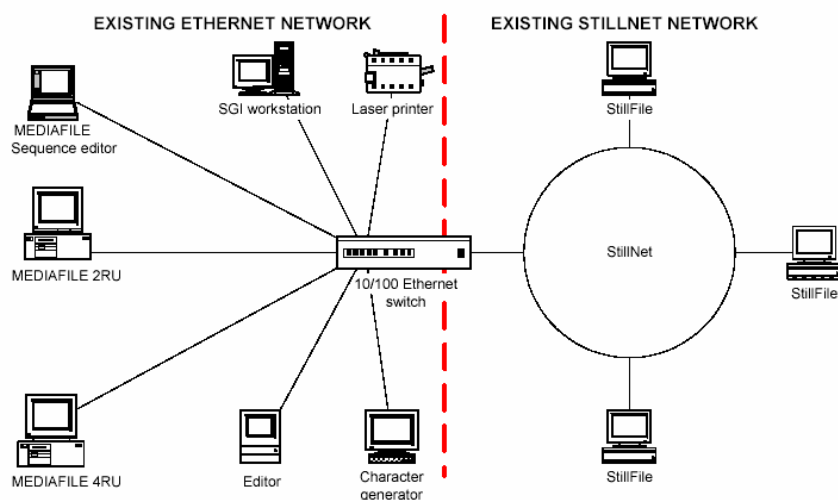 EXISTING ETHERNET NETWORK
EXISTING STILLNET NETWORK
SGI workstation
Laser printer
StillFile
MEDIAFILE
Sequence editor
MEDIAFILE 2RU
10/100 Ethernet
switch
StillNet
StillFile
MEDIAFILE 4RU
Editor
Character
generator
StillFile